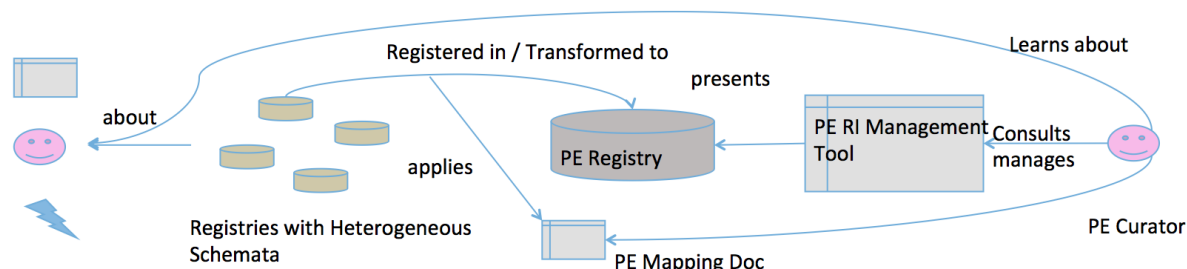 Learns about
Registered in / Transformed to
presents
about
PE RI Management
Tool
Consults
manages
PE Registry
applies
Registries with Heterogeneous
Schemata
PE Curator
PE Mapping Doc